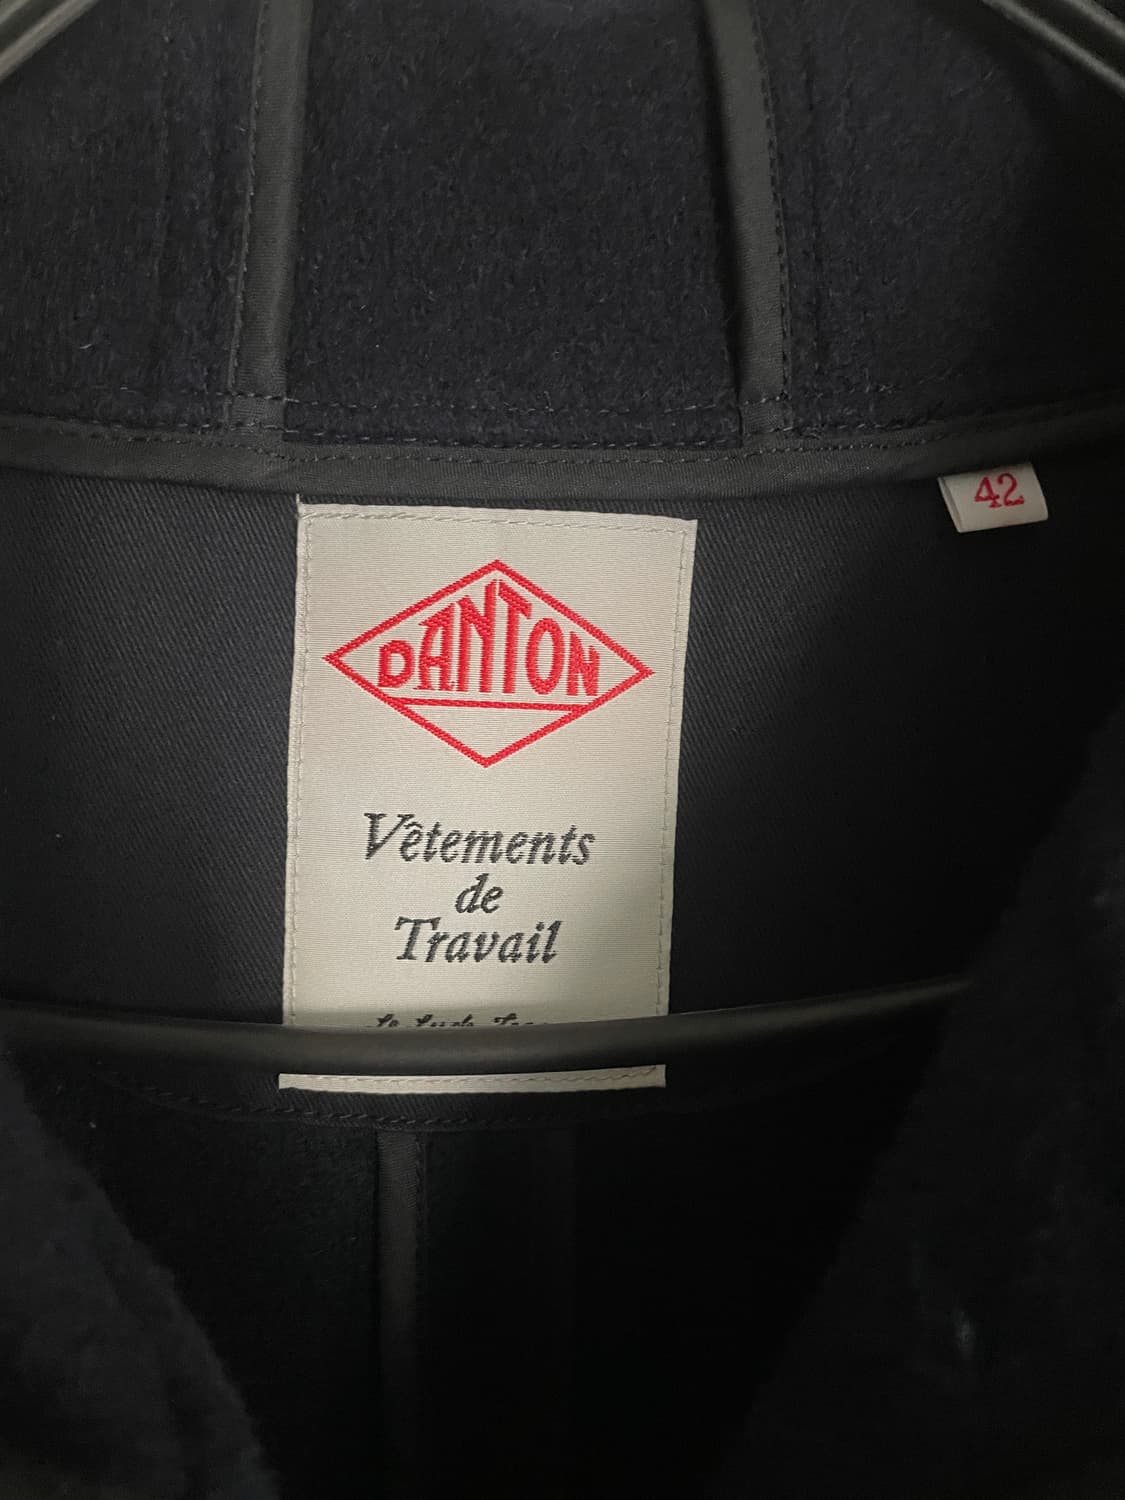 42
DANTON
Vêtements
de
Travail